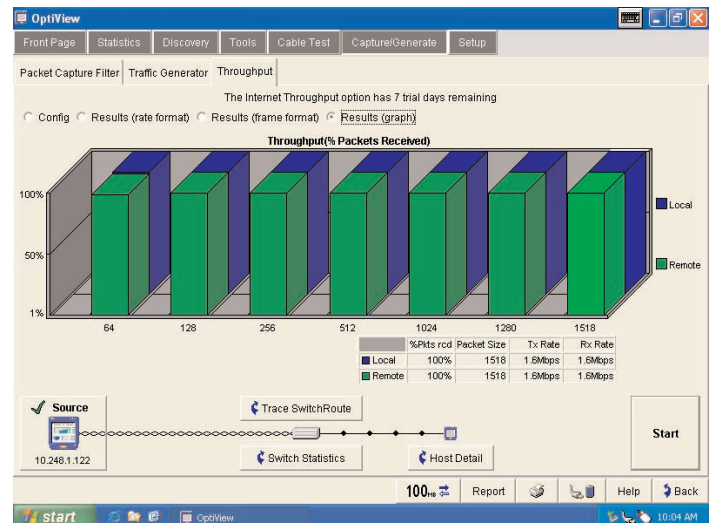 OptiView
Front Page Statistics Discovery Tools Cable Test Capture/Generate Setup
Packet Capture Filter Traffic Generator Throughput
The Internet Throughput option has 7 trial days remaining
Config Results (rate format) Results (frame format) Results (graph)
Throughput(% Packets Received)
100%
50%
1%
Local
Remote
64 128 256 512 1024 1280 1518
%Pkts rcd Packet Size Tx Rate Rx Rate
Local 100% 1518 1.6Mbps 1.6Mbps
Remote 100% 1518 1.6Mbps 1.6Mbps
Source
10.248.1.122
Trace SwitchRoute
Switch Statistics
Host Detail
Start
100 MB Report Help Back
start OptiView 10:04 AM